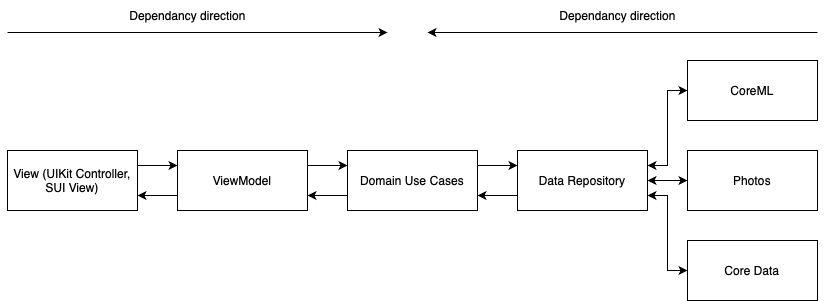 Dependancy direction
Dependancy direction
CoreML
View (UIKit Controller,
SUI View)
ViewModel
Domain Use Cases
Data Repository
Photos
Core Data